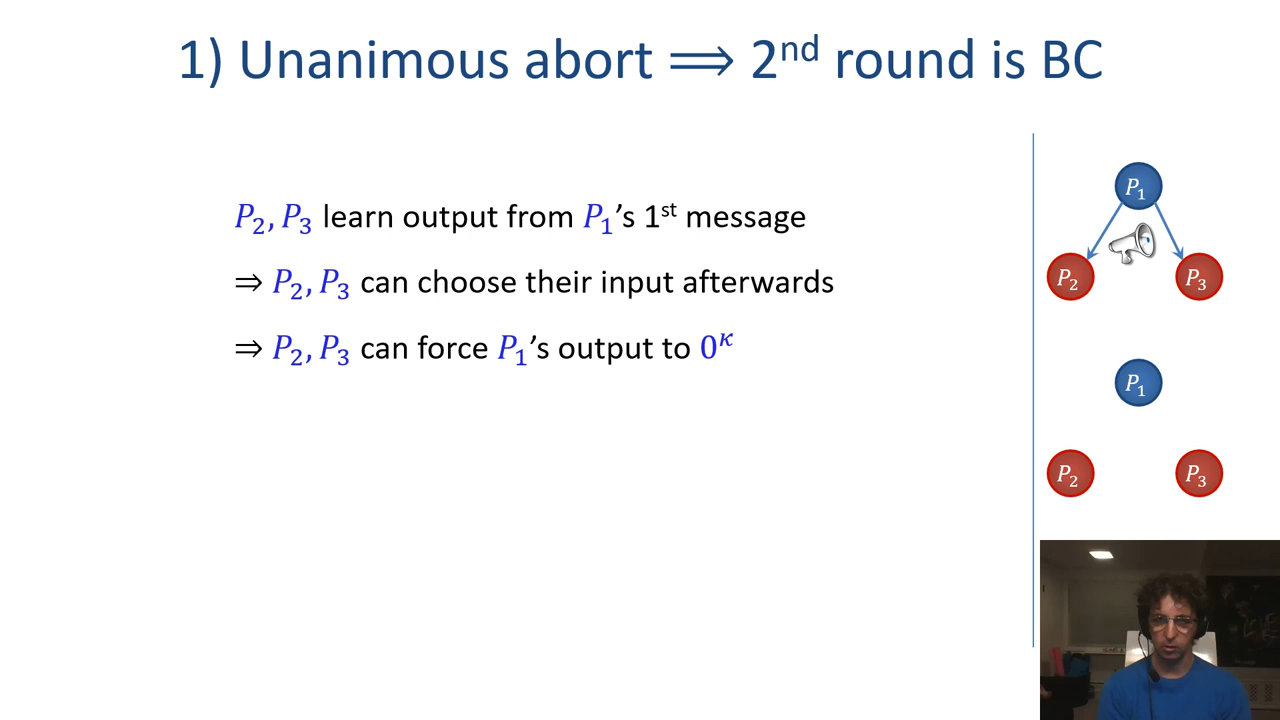 1) Unanimous abort ⟹ 2ⁿᵈ round is BC
P₂, P₃ learn output from P₁'s 1ˢᵗ message
⇒ P₂, P₃ can choose their input afterwards
⇒ P₂, P₃ can force P₁'s output to 0^κ
P₁
P₂ P₃
P₁
P₂ P₃